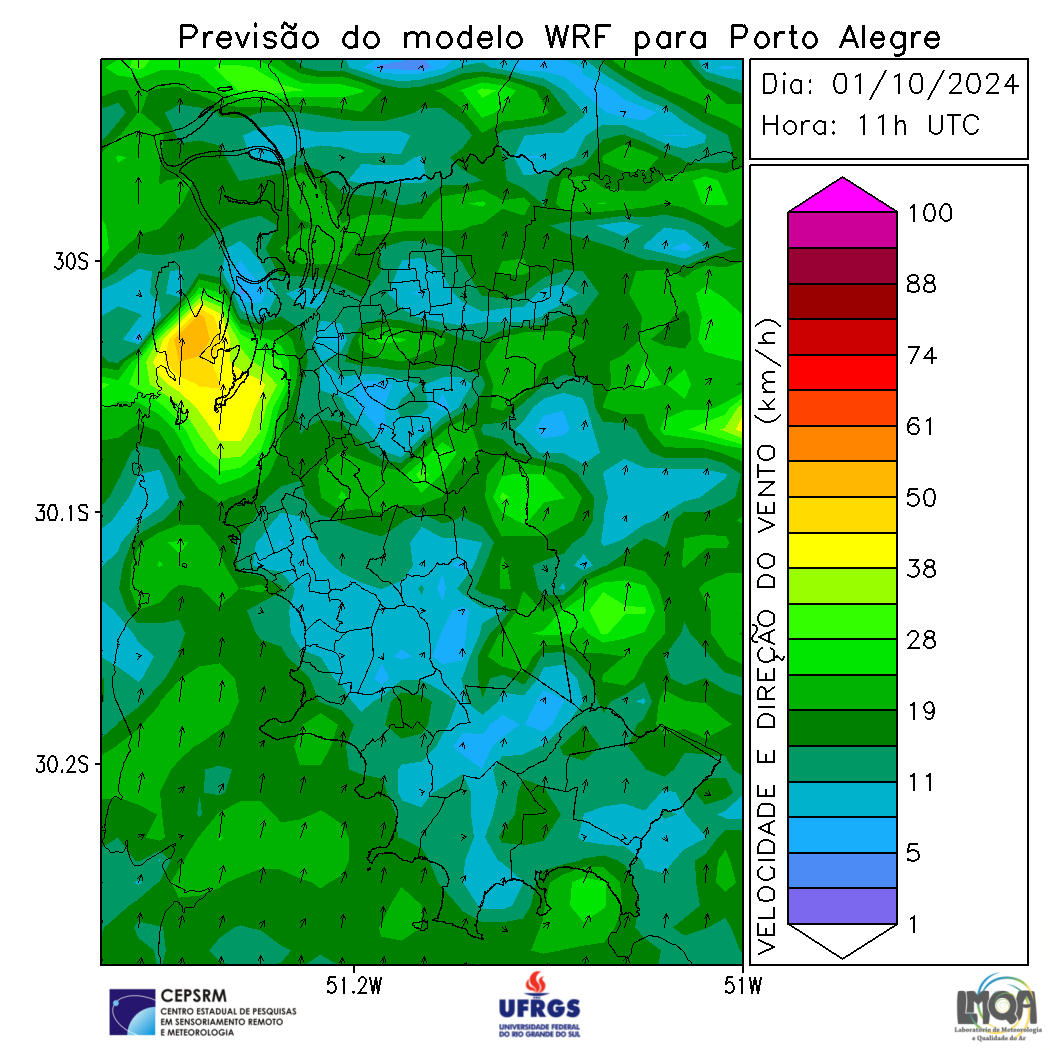 Previsão do modelo WRF para Porto Alegre
Dia: 01/10/2024
Hora: 11h UTC
VELOCIDADE E DIREÇÃO DO VENTO (km/h)
100
88
74
61
50
38
28
19
11
5
1
30S
30.1S
30.2S
51.2W
51W
CEPSRM
CENTRO ESTADUAL DE PESQUISAS
EM SENSORIAMENTO REMOTO
E METEOROLOGIA
UFRGS
UNIVERSIDADE FEDERAL
DO RIO GRANDE DO SUL
LMQA
Laboratório de Meteorologia
e Qualidade do Ar